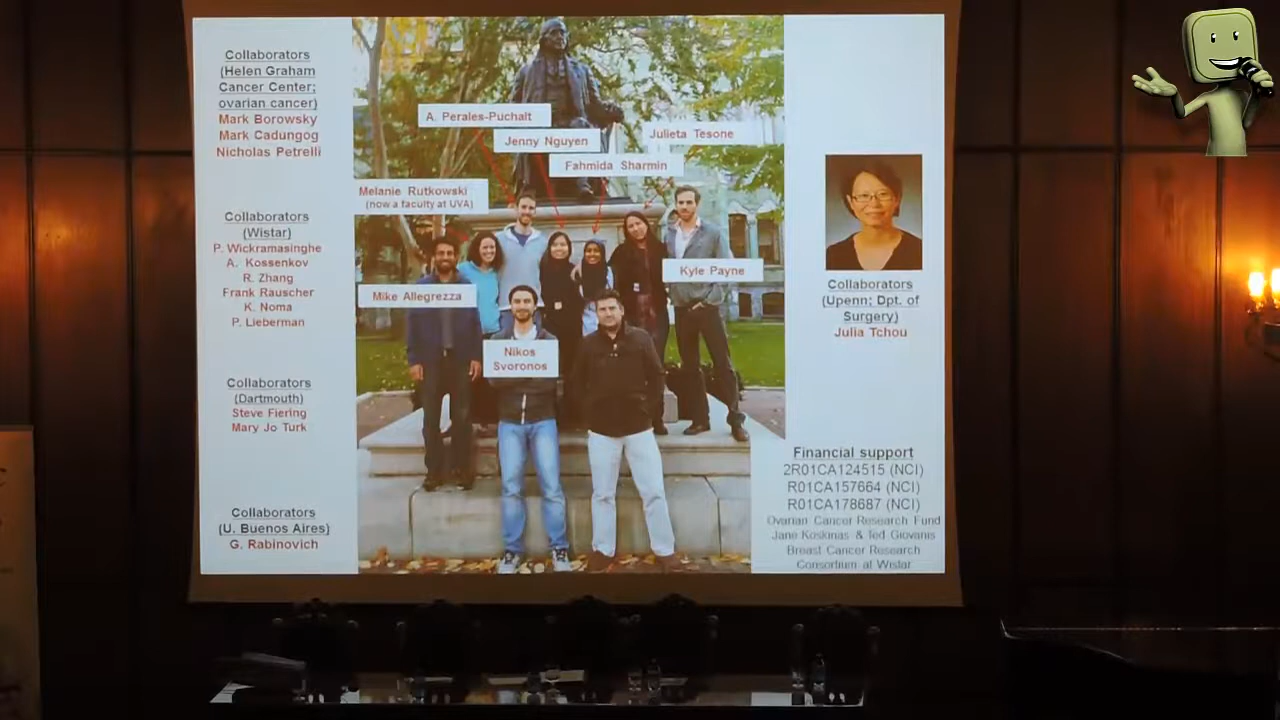 Collaborators
(Helen Graham
Cancer Center;
ovarian cancer)
Mark Borowsky
Mark Cadungog
Nicholas Petrelli
Collaborators
(Wistar)
P. Wickramasinghe
A. Kossenkov
R. Zhang
Frank Rauscher
K. Noma
P. Lieberman
Collaborators
(Dartmouth)
Steve Fiering
Mary Jo Turk
Collaborators
(U. Buenos Aires)
G. Rabinovich
A. Perales-Puchalt
Jenny Nguyen
Julieta Tesone
Fahmida Sharmin
Melanie Rutkowski
(now a faculty at UVA)
Kyle Payne
Mike Allegrezza
Nikos
Svoronos
Collaborators
(Upenn; Dpt. of
Surgery)
Julia Tchou
Financial support
2R01CA124515 (NCI)
R01CA157664 (NCI)
R01CA178687 (NCI)
Ovarian Cancer Research Fund
Jane Koskinas & Ted Giovanis
Breast Cancer Research
Consortium at Wistar